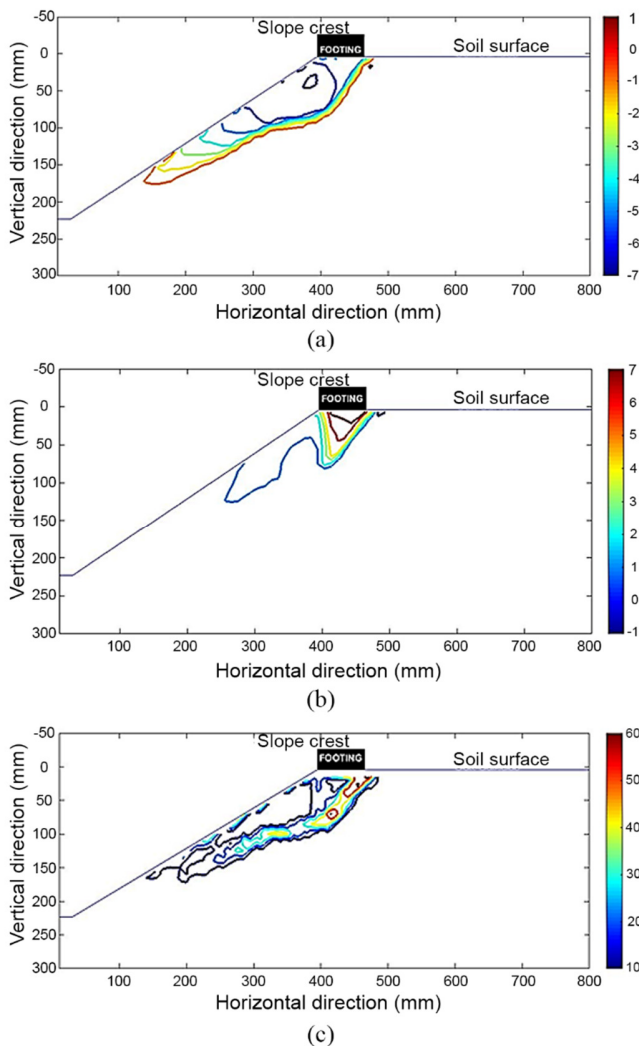 Slope crest
FOOTING
Soil surface
-50
0
50
100
150
200
250
300
Vertical direction (mm)
100 200 300 400 500 600 700 800
Horizontal direction (mm)
1
0
-1
-2
-3
-4
-5
-6
-7
(a)
Slope crest
FOOTING
Soil surface
-50
0
50
100
150
200
250
300
Vertical direction (mm)
100 200 300 400 500 600 700 800
Horizontal direction (mm)
7
6
5
4
3
2
1
0
-1
(b)
Slope crest
FOOTING
Soil surface
-50
0
50
100
150
200
250
300
Vertical direction (mm)
100 200 300 400 500 600 700 800
Horizontal direction (mm)
60
50
40
30
20
10
(c)